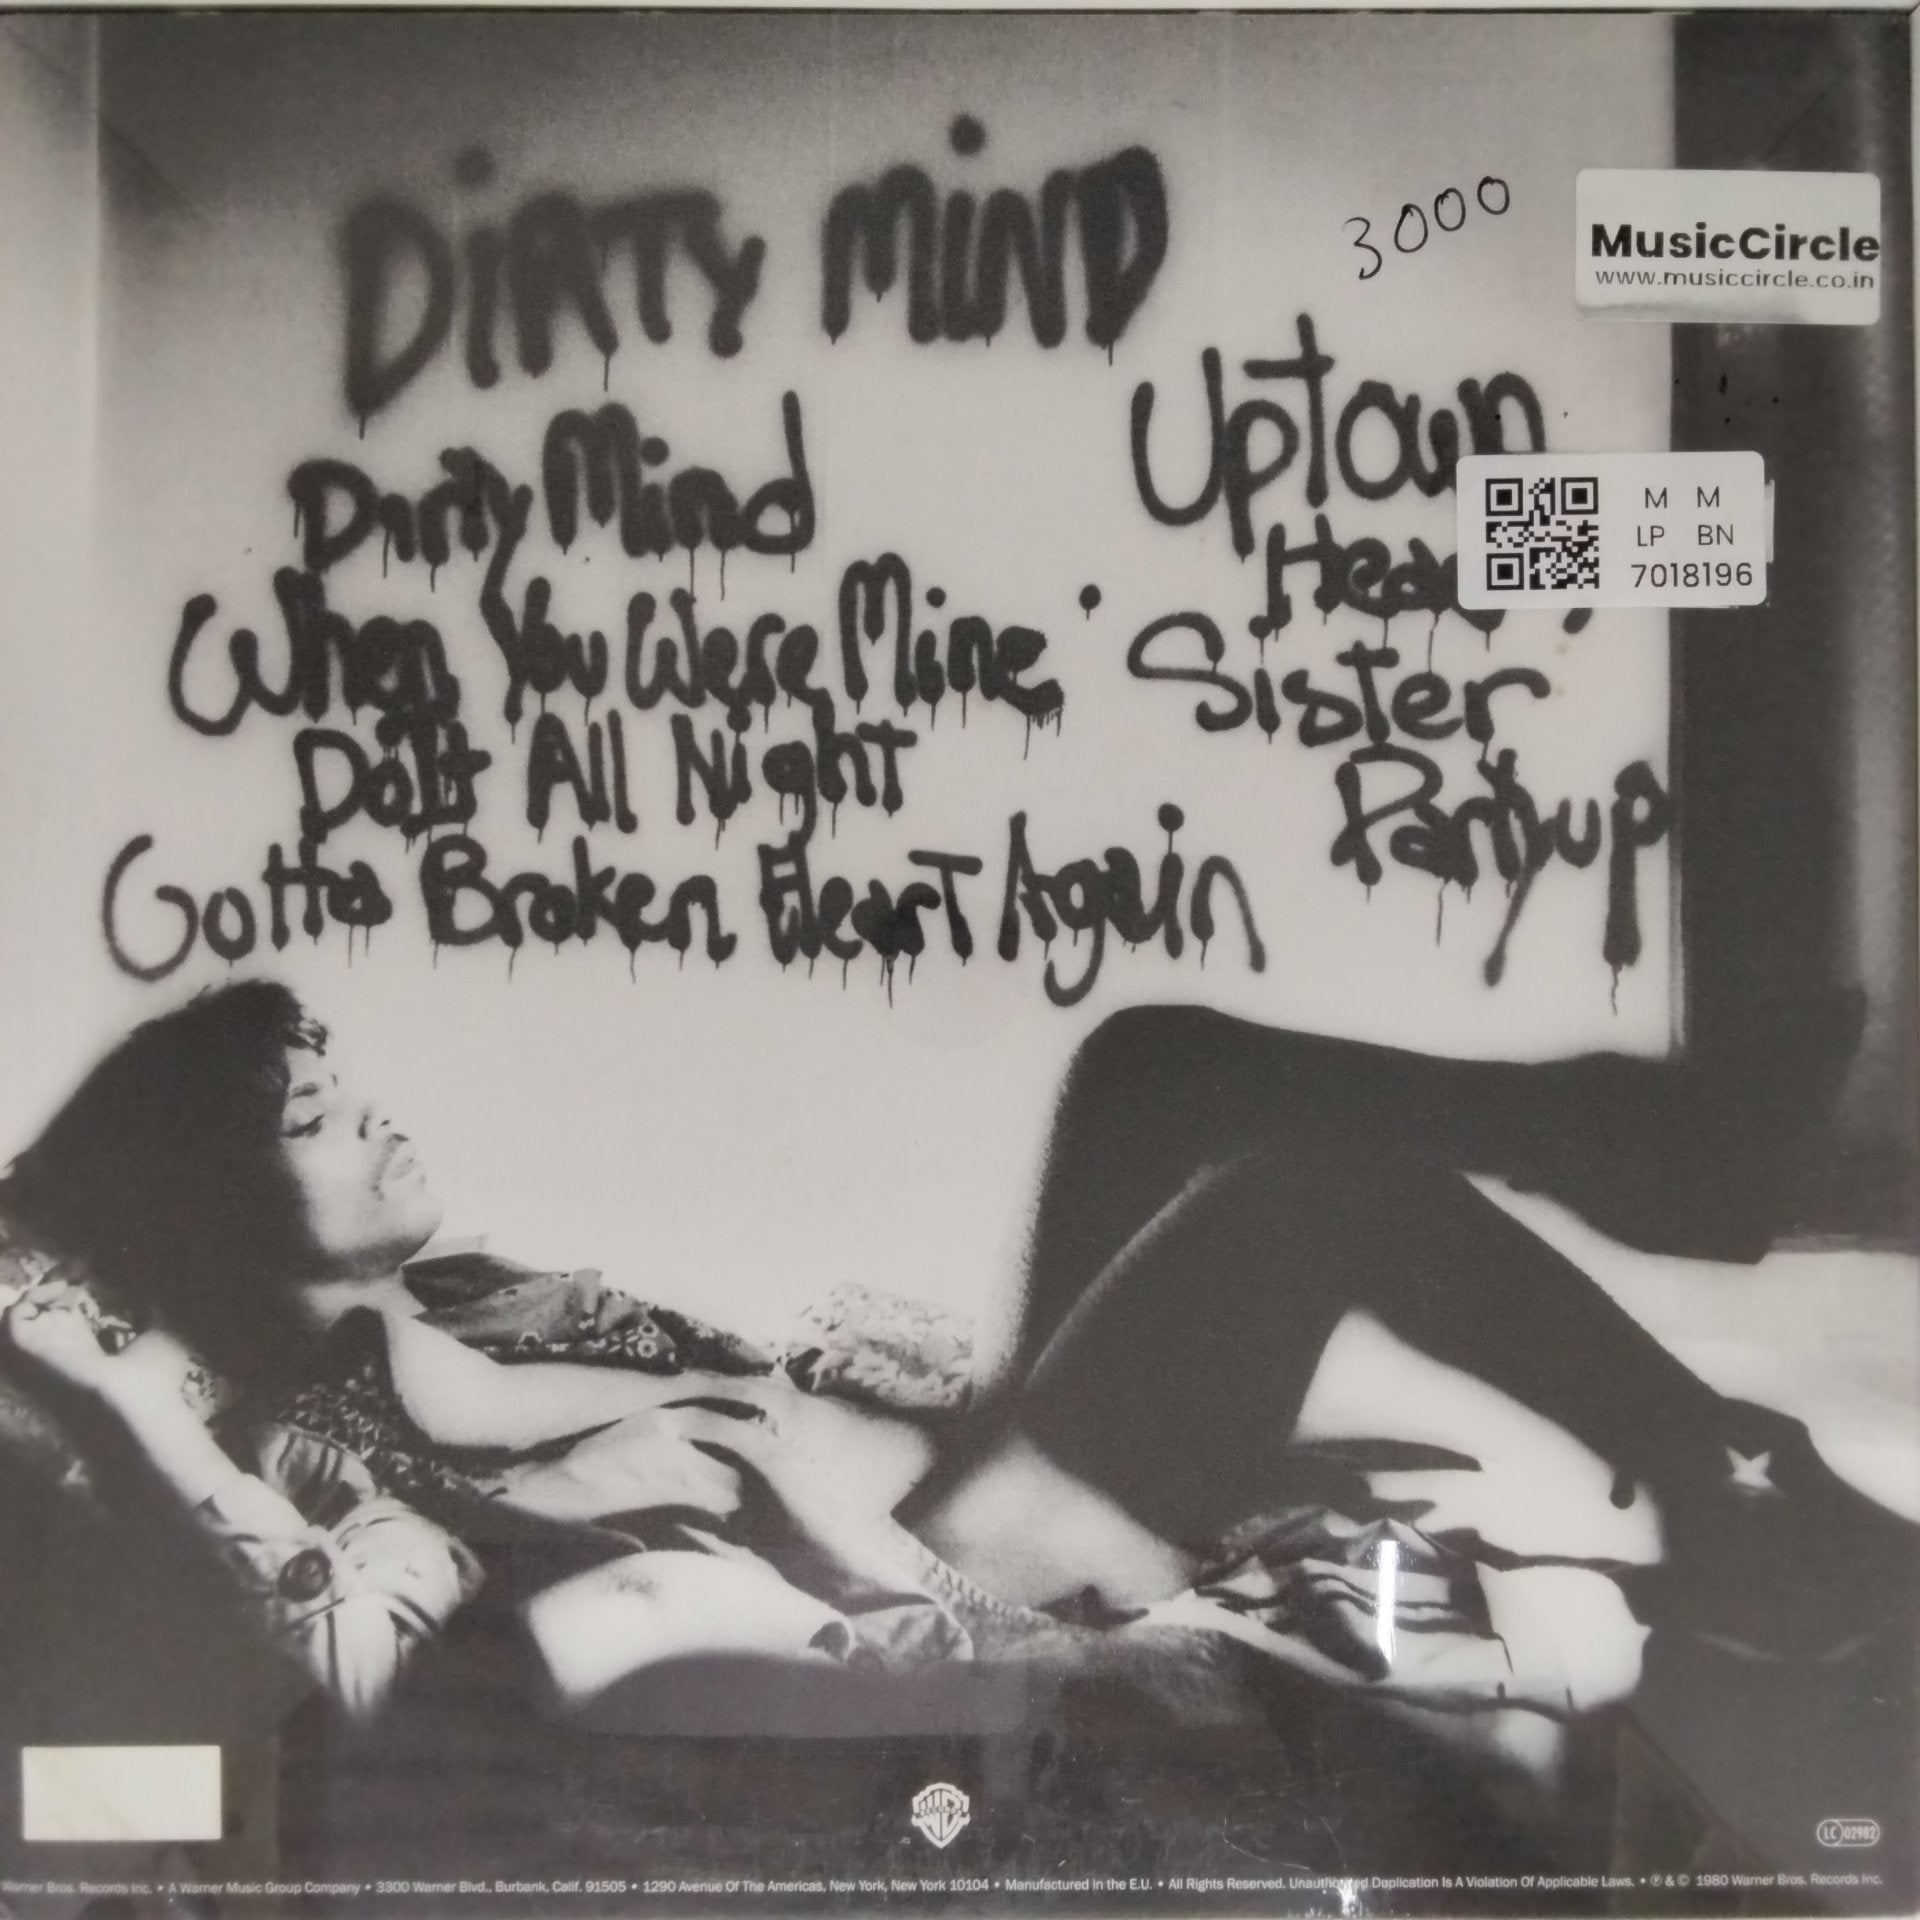 DiRTY MiND
3000
MusicCircle
www.musiccircle.co.in
Dirty Mind
When You Were Mine
Do It All Night
Gotta Broken Heart Again
Uptown
Head
Sister
Partyup
M M
LP BN
7018196
LC 02982
Warner Bros. Records Inc. • A Warner Music Group Company • 3300 Warner Blvd., Burbank, Calif. 91505 • 1290 Avenue Of The Americas, New York, New York 10104 • Manufactured in the E.U. • All Rights Reserved. Unauthorized Duplication Is A Violation Of Applicable Laws. • ℗ & © 1980 Warner Bros. Records Inc.